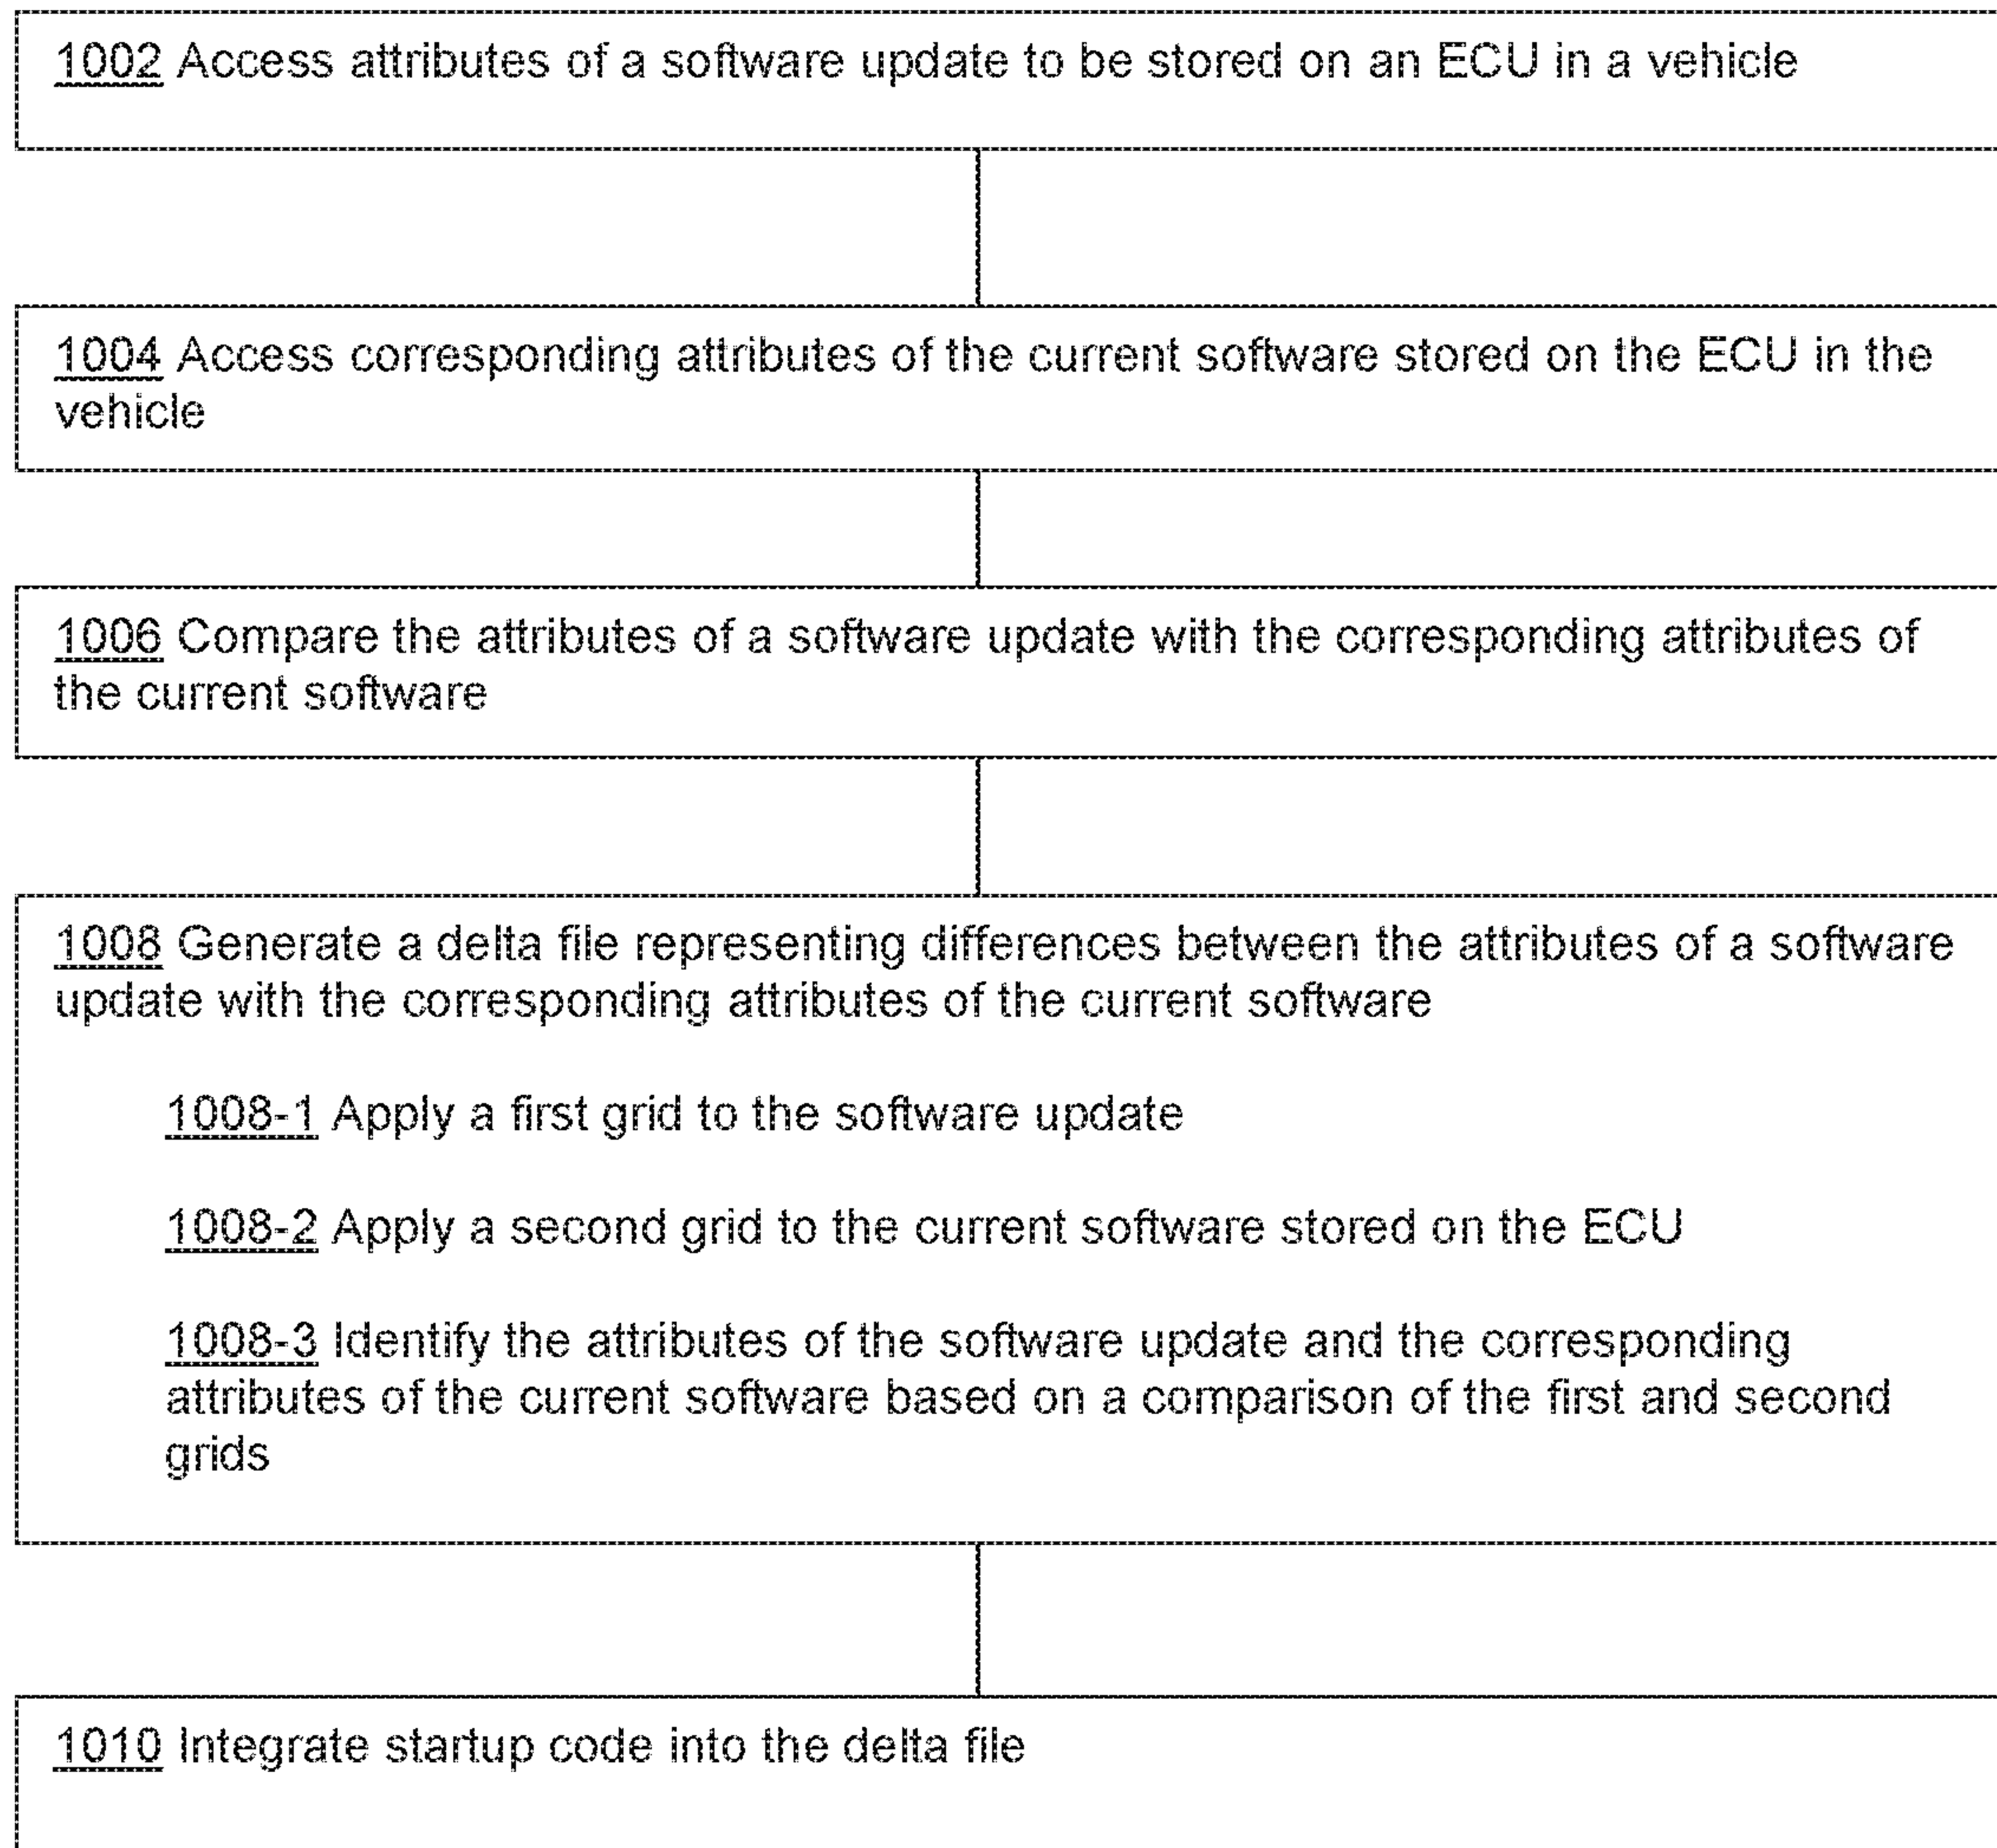 1002 Access attributes of a software update to be stored on an ECU in a vehicle
1004 Access corresponding attributes of the current software stored on the ECU in the
vehicle
1006 Compare the attributes of a software update with the corresponding attributes of
the current software
1008 Generate a delta file representing differences between the attributes of a software
update with the corresponding attributes of the current software
1008-1 Apply a first grid to the software update
1008-2 Apply a second grid to the current software stored on the ECU
1008-3 Identify the attributes of the software update and the corresponding
attributes of the current software based on a comparison of the first and second
grids
1010 Integrate startup code into the delta file